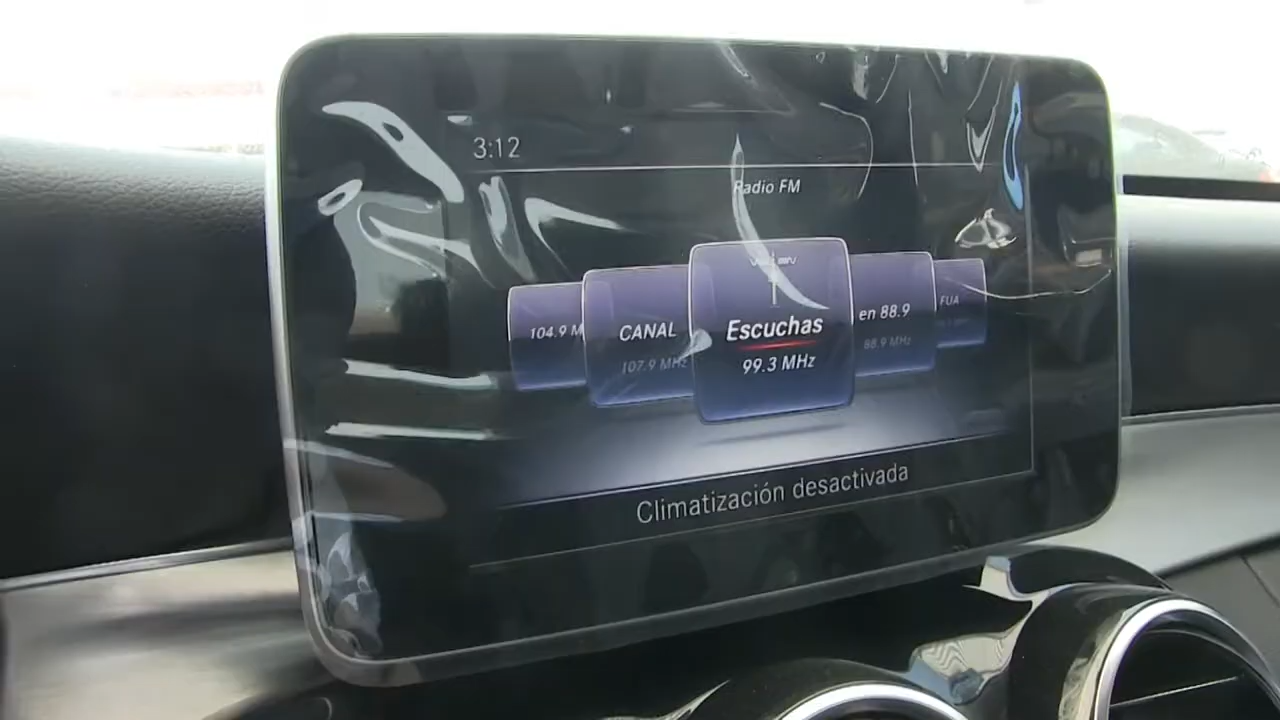 3:12
Radio FM
104.9 M
CANAL
107.9 MHz
Escuchas
99.3 MHz
en 88.9
88.9 MHz
FUA
Climatización desactivada